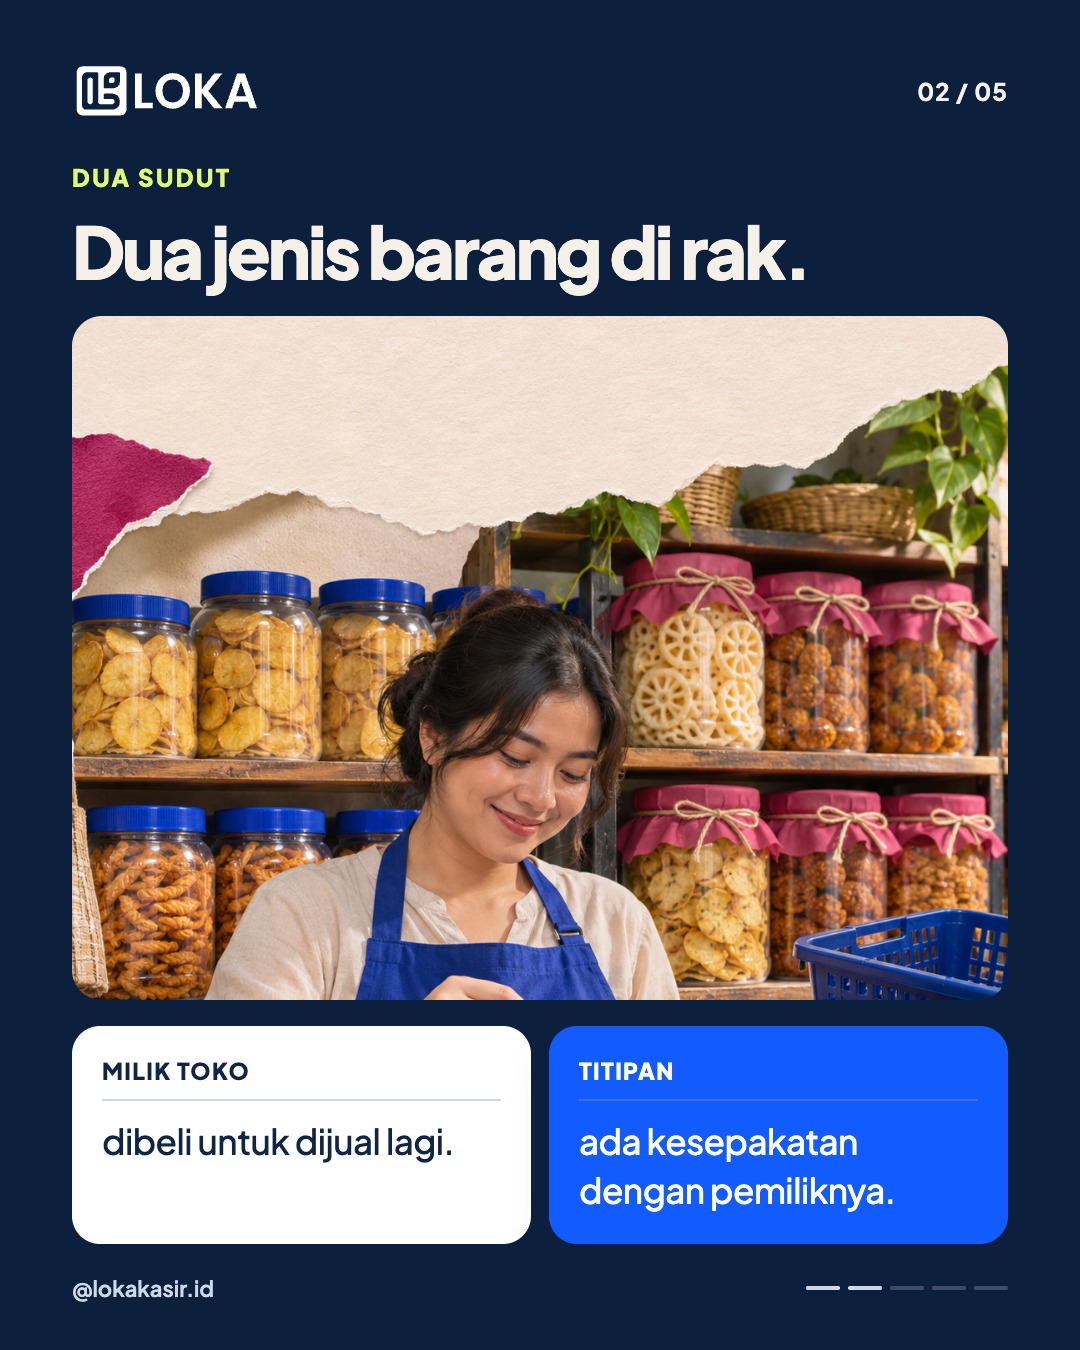 LOKA
02 / 05
DUA SUDUT
Dua jenis barang di rak.
MILIK TOKO
dibeli untuk dijual lagi.
TITIPAN
ada kesepakatan
dengan pemiliknya.
@lokakasir.id